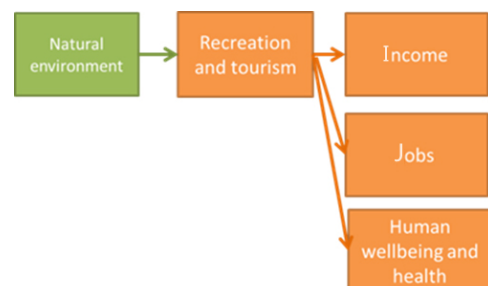 Natural
environment
Recreation
and tourism
Income
Jobs
Human
wellbeing and
health